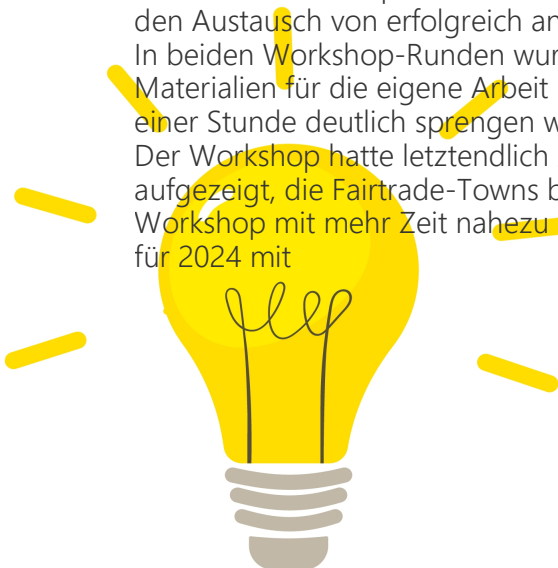 den Austausch von erfolgreich
In beiden Workshop-Runden
Materialien für die eigene Arbeit
einer Stunde deutlich sprengen
Der Workshop hatte letztendlich
aufgezeigt, die Fairtrade-Towns
Workshop mit mehr Zeit nahezu
für 2024 mit